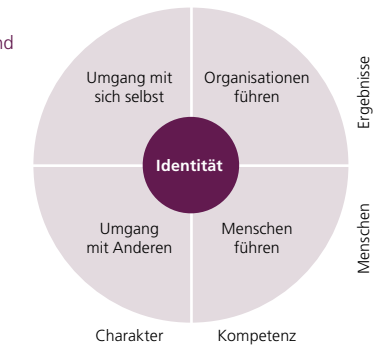 nd
Umgang mit
sich selbst
Organisationen
führen
Ergebnisse
Identität
Umgang
mit Anderen
Menschen
führen
Menschen
Charakter
Kompetenz